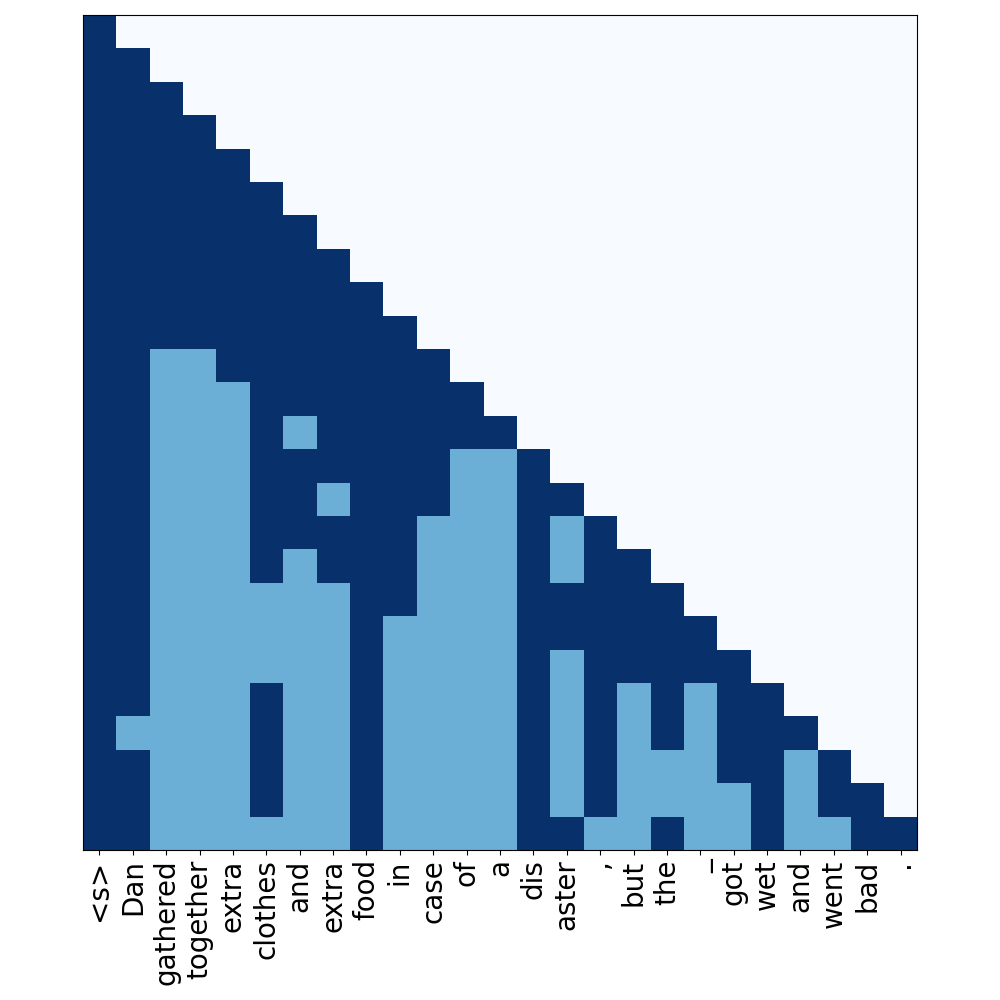 <s> Dan gathered together extra clothes and extra food in case of a dis aster , but the _ got wet and went bad .